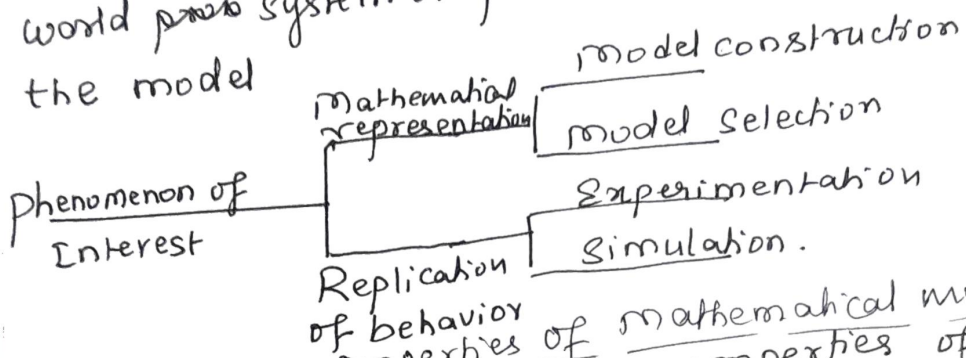 world system
the model
Mathematical
representation
model construction
model selection
Phenomenon of
Interest
Experimentation
Simulation.
Replication
of behavior
of mathematical
of